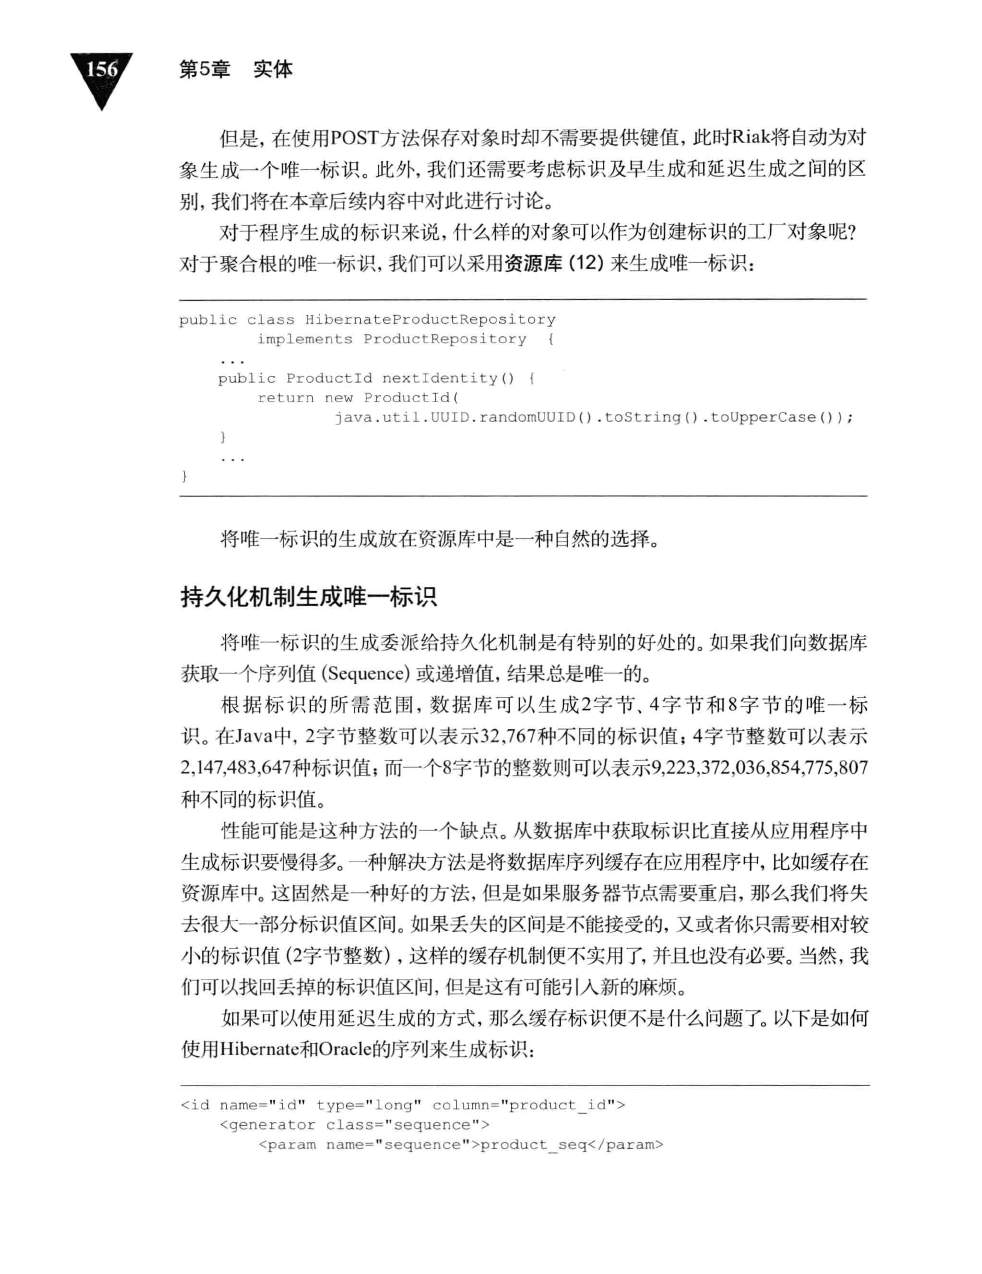 156
第5章 实体
但是, 在使用POST方法保存对象时却不需要提供键值, 此时Riak将自动为对
象生成一个唯一标识。此外, 我们还需要考虑标识及早生成和延迟生成之间的区
别, 我们将在本章后续内容中对此进行讨论。
对于程序生成的标识来说, 什么样的对象可以作为创建标识的工厂对象呢?
对于聚合根的唯一标识, 我们可以采用资源库 (12) 来生成唯一标识:
public class HibernateProductRepository
implements ProductRepository {
...
public ProductId nextIdentity() {
return new ProductId(
java.util.UUID.randomUUID().toString().toUpperCase());
}
...
}
将唯一标识的生成放在资源库中是一种自然的选择。
持久化机制生成唯一标识
将唯一标识的生成委派给持久化机制是有特别的好处的。如果我们向数据库
获取一个序列值 (Sequence) 或递增值, 结果总是唯一的。
根据标识的所需范围, 数据库可以生成2字节、4字节和8字节的唯一标
识。在Java中, 2字节整数可以表示32,767种不同的标识值; 4字节整数可以表示
2,147,483,647种标识值; 而一个8字节的整数则可以表示9,223,372,036,854,775,807
种不同的标识值。
性能可能是这种方法的一个缺点。从数据库中获取标识比直接从应用程序中
生成标识要慢得多。一种解决方法是将数据库序列缓存在应用程序中, 比如缓存在
资源库中。这固然是一种好的方法, 但是如果服务器节点需要重启, 那么我们将失
去很大一部分标识值区间。如果丢失的区间是不能接受的, 又或者你只需要相对较
小的标识值 (2字节整数) , 这样的缓存机制便不实用了, 并且也没有必要。当然, 我
们可以找回丢掉的标识值区间, 但是这有可能引入新的麻烦。
如果可以使用延迟生成的方式, 那么缓存标识便不是什么问题了。以下是如何
使用Hibernate和Oracle的序列来生成标识:
<id name="id" type="long" column="product_id">
<generator class="sequence">
<param name="sequence">product_seq</param>